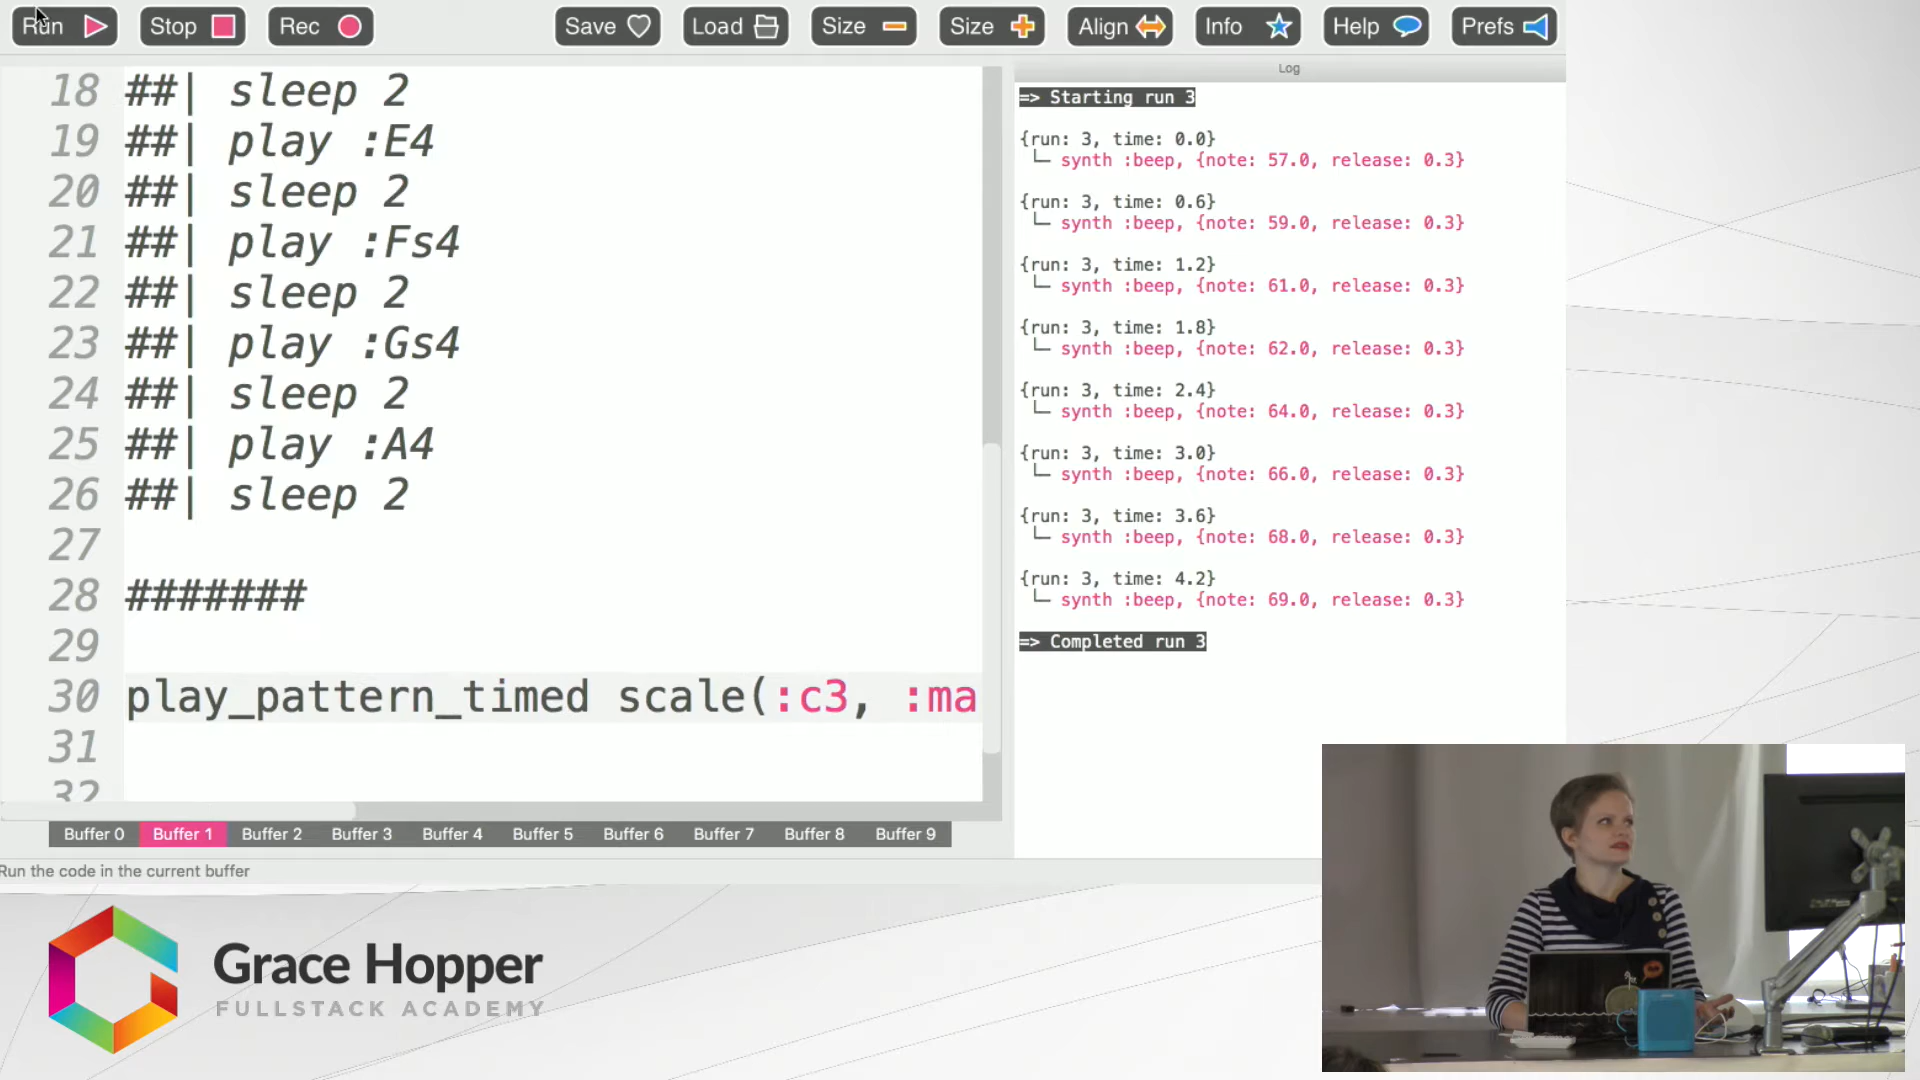 Run Stop Rec Save Load Size Size Align Info Help Prefs
18 ##| sleep 2
19 ##| play :E4
20 ##| sleep 2
21 ##| play :Fs4
22 ##| sleep 2
23 ##| play :Gs4
24 ##| sleep 2
25 ##| play :A4
26 ##| sleep 2
27
28 #######
29
30 play_pattern_timed scale(:c3, :ma
31
32
Buffer 0 Buffer 1 Buffer 2 Buffer 3 Buffer 4 Buffer 5 Buffer 6 Buffer 7 Buffer 8 Buffer 9
Run the code in the current buffer
Log
=> Starting run 3
{run: 3, time: 0.0}
└─ synth :beep, {note: 57.0, release: 0.3}
{run: 3, time: 0.6}
└─ synth :beep, {note: 59.0, release: 0.3}
{run: 3, time: 1.2}
└─ synth :beep, {note: 61.0, release: 0.3}
{run: 3, time: 1.8}
└─ synth :beep, {note: 62.0, release: 0.3}
{run: 3, time: 2.4}
└─ synth :beep, {note: 64.0, release: 0.3}
{run: 3, time: 3.0}
└─ synth :beep, {note: 66.0, release: 0.3}
{run: 3, time: 3.6}
└─ synth :beep, {note: 68.0, release: 0.3}
{run: 3, time: 4.2}
└─ synth :beep, {note: 69.0, release: 0.3}
=> Completed run 3
Grace Hopper
FULLSTACK ACADEMY